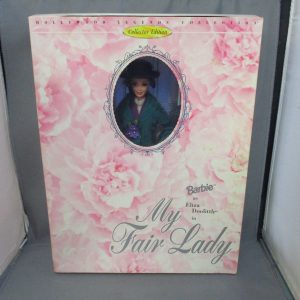 HOLLYWOOD LEGENDS COLLECTION
Collector Edition
Barbie
as
Eliza
Doolittle
in
My
Fair Lady